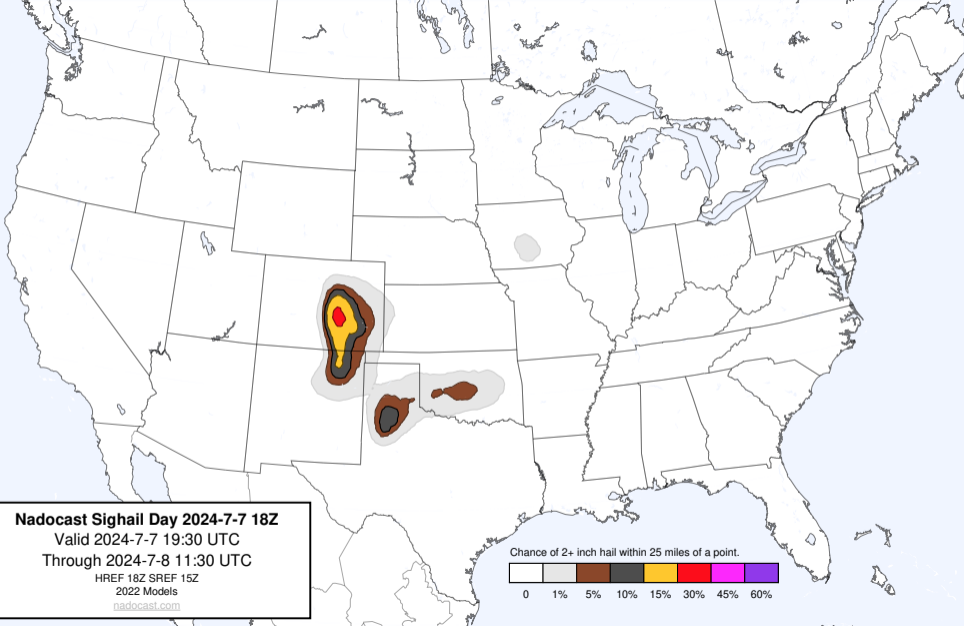 Nadocast Sighail Day 2024-7-7 18Z
Valid 2024-7-7 19:30 UTC
Through 2024-7-8 11:30 UTC
HREF 18Z SREF 15Z
2022 Models
nadocast.com
Chance of 2+ inch hail within 25 miles of a point.
0 1% 5% 10% 15% 30% 45% 60%